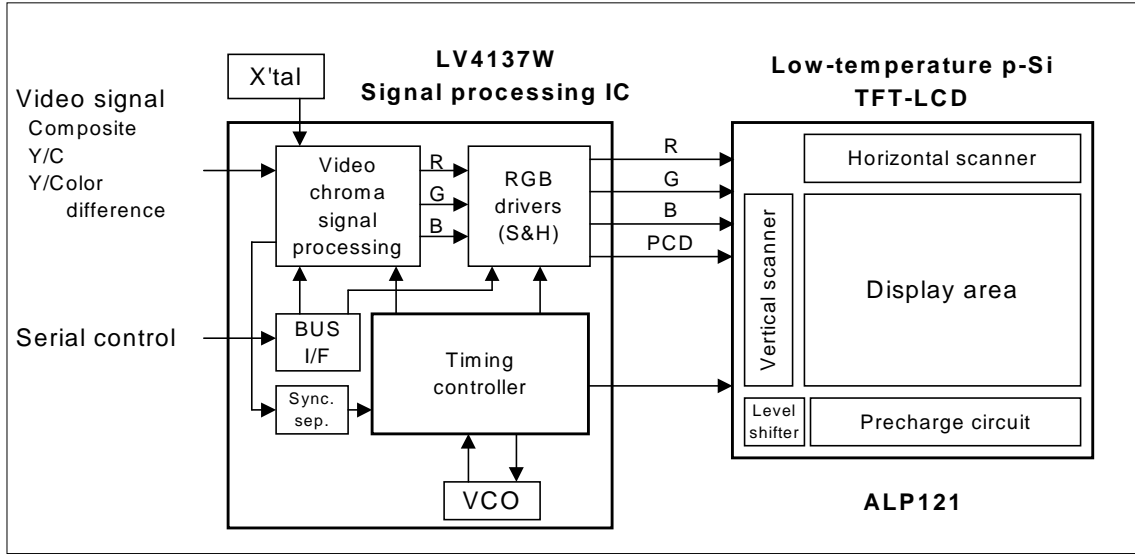 LV4137W
Signal processing IC
Low-temperature p-Si
TFT-LCD
X'tal
Video signal
Composite
Y/C
Y/Color
difference
Video
chroma
signal
processing
R
G
B
RGB
drivers
(S&H)
R
G
B
PCD
Horizontal scanner
Vertical scanner
Display area
Serial control
BUS
I/F
Timing
controller
Sync.
sep.
Level
shifter
Precharge circuit
VCO
ALP121